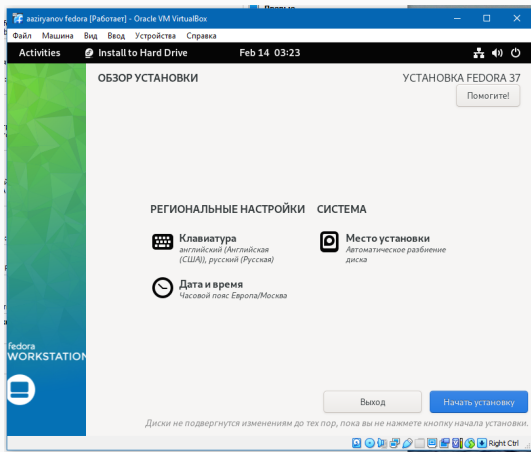 aaziryanov fedora [Работает] - Oracle VM VirtualBox
Файл Машина Вид Ввод Устройства Справка
Activities Install to Hard Drive Feb 14 03:23
ОБЗОР УСТАНОВКИ
УСТАНОВКА FEDORA 37
Помогите!
РЕГИОНАЛЬНЫЕ НАСТРОЙКИ
СИСТЕМА
Клавиатура
английский (Английская
(США)), русский (Русская)
Место установки
Автоматическое разбиение
диска
Дата и время
Часовой пояс Европа/Москва
fedora
WORKSTATION
Выход
Начать установку
Диски не подвергнутся изменениям до тех пор, пока вы не нажмете кнопку начала установки.
Right Ctrl